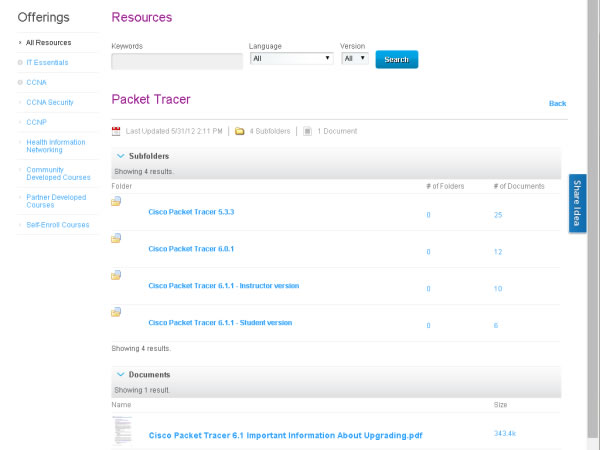 Offerings
All Resources
IT Essentials
CCNA
CCNA Security
CCNP
Health Information
Networking
Community
Developed Courses
Partner Developed
Courses
Self-Enroll Courses
Resources
Keywords
Language
Version
All
All
Search
Packet Tracer
Back
Last Updated 5/31/12 2:11 PM
4 Subfolders
1 Document
Subfolders
Showing 4 results.
Folder # of Folders # of Documents
Cisco Packet Tracer 5.3.3 0 25
Cisco Packet Tracer 6.0.1 0 12
Cisco Packet Tracer 6.1.1 - Instructor version 0 10
Cisco Packet Tracer 6.1.1 - Student version 0 6
Showing 4 results.
Documents
Showing 1 result.
Name Size
Cisco Packet Tracer 6.1 Important Information About Upgrading.pdf 343.4k
Share Idea